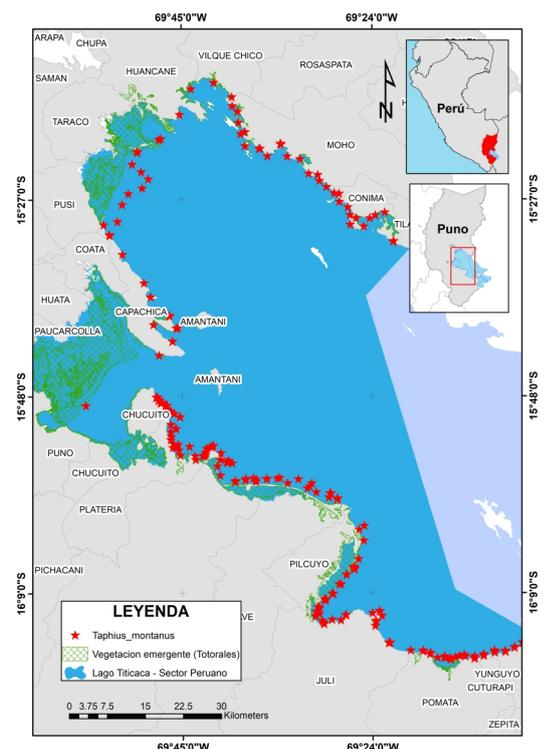 69°45'0"W 69°24'0"W
ARAPA
CHUPA
VILQUE CHICO
ROSASPATA
SAMAN
HUANCANE
TARACO
MOHO
Perú
N
15°27'0"S 15°27'0"S
PUSI
CONIMA
TIL
Puno
COATA
HUATA
CAPACHICA
AMANTANI
PAUCARCOLLA
AMANTANI
15°48'0"S 15°48'0"S
CHUCUITO
PUNO
CHUCUITO
PLATERIA
PICHACANI
PILCUYO
16°9'0"S 16°9'0"S
LEYENDA
Taphius_montanus
Vegetacion emergente (Totorales)
Lago Titicaca - Sector Peruano
VE
JULI
YUNGUYO
CUTURAPI
POMATA
ZEPITA
0 3.75 7.5 15 22.5 30
Kilometers
69°45'0"W 69°24'0"W